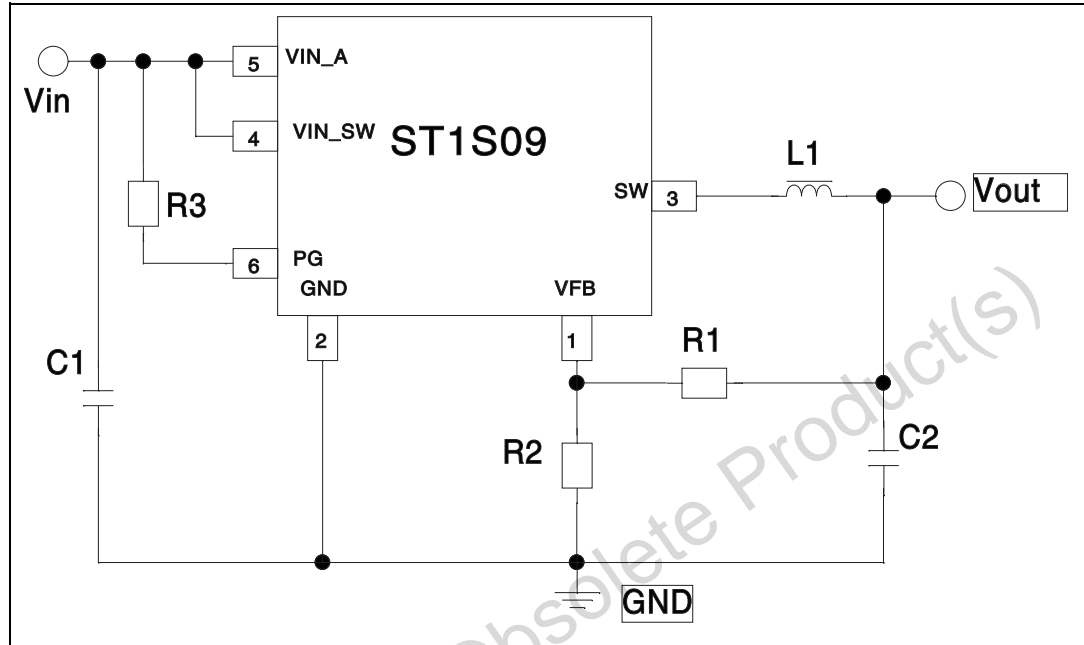 Vin
5
VIN_A
4
VIN_SW
ST1S09
R3
6
PG
GND
2
SW
3
L1
Vout
VFB
1
R1
R2
C1
C2
GND
Obsolete Product(s)